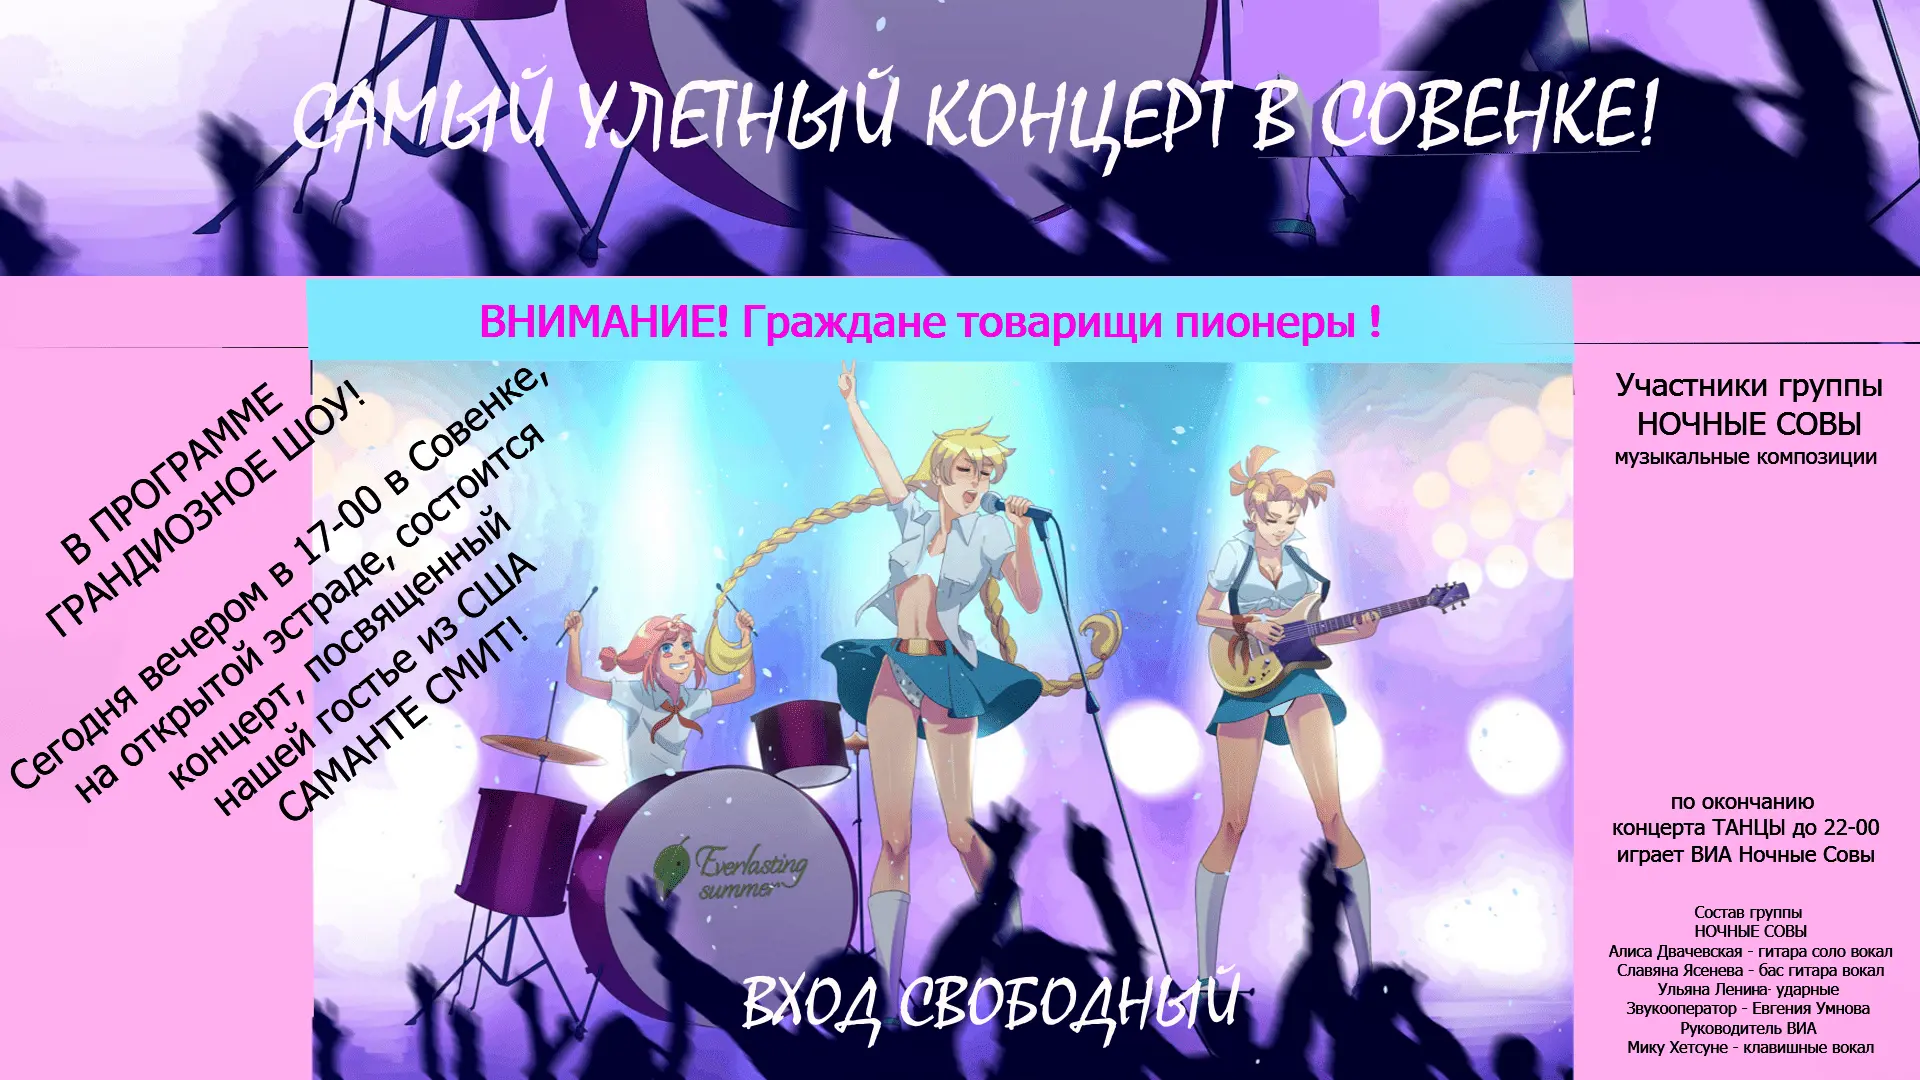 САМЫЙ УЛЕТНЫЙ КОНЦЕРТ В СОВЕНКЕ!
ВНИМАНИЕ! Граждане товарищи пионеры !
В ПРОГРАММЕ
ГРАНДИОЗНОЕ ШОУ!
Сегодня вечером в 17-00 в Совенке,
на открытой эстраде, состоится
концерт, посвященный
нашей гостье из США
САМАНТЕ СМИТ!
Everlasting
summer
ВХОД СВОБОДНЫЙ
Участники группы
НОЧНЫЕ СОВЫ
музыкальные композиции
по окончанию
концерта ТАНЦЫ до 22-00
играет ВИА Ночные Совы
Состав группы
НОЧНЫЕ СОВЫ
Алиса Двачевская - гитара соло вокал
Славяна Ясенева - бас гитара вокал
Ульяна Ленина- ударные
Звукооператор - Евгения Умнова
Руководитель ВИА
Мику Хетсуне - клавишные вокал